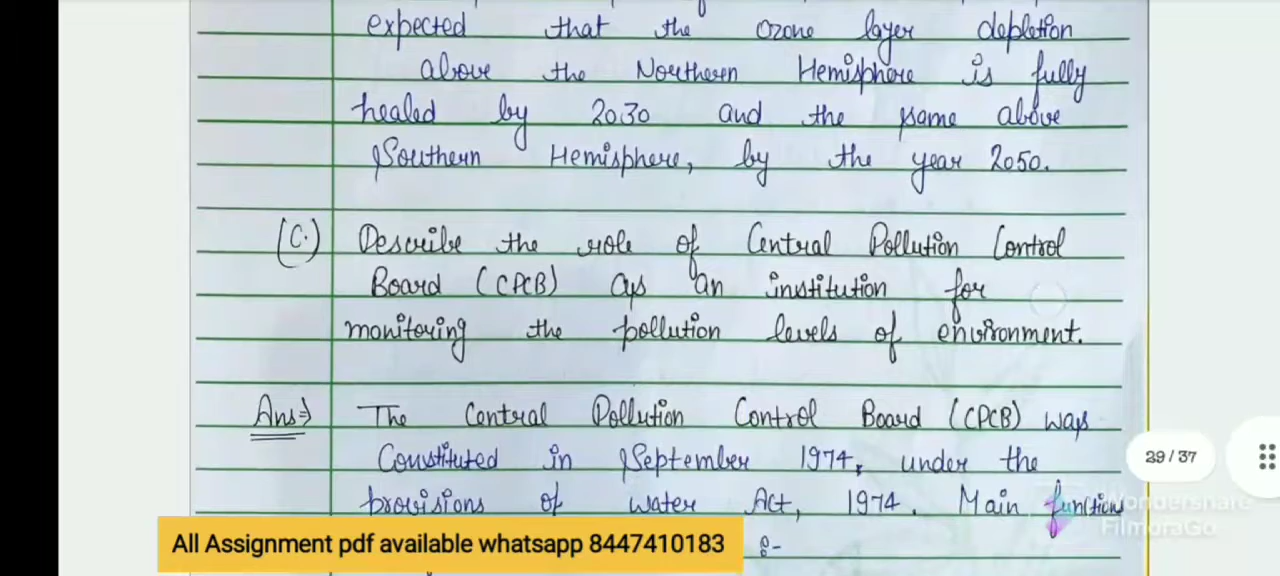 expected that the ozone layer depletion
above the Northern Hemisphere is fully
healed by 2030 and the same above
Southern Hemisphere, by the year 2050.
(C.) Describe the role of Central Pollution Control
Board (CPCB) as an institution for
monitoring the pollution levels of environment.
Ans⇒ The Central Pollution Control Board (CPCB) was
Constituted in September 1974, under the
provisions of Water Act, 1974. Main functions
:-
29 / 37
Wondershare
FilmoraGo
All Assignment pdf available whatsapp 8447410183